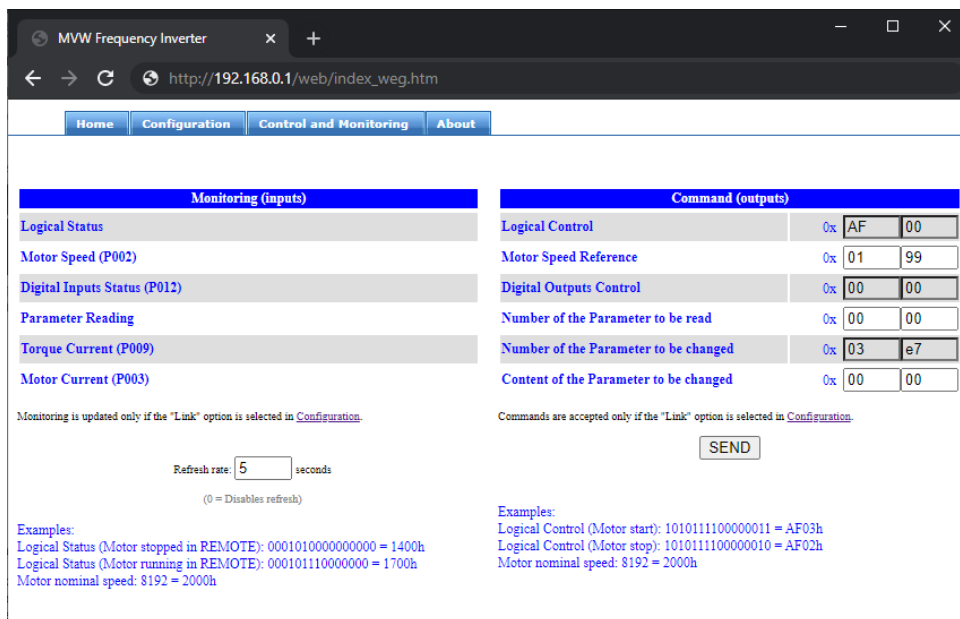 MVW Frequency Inverter
http://192.168.0.1/web/index_weg.htm
Home Configuration Control and Monitoring About
Monitoring (inputs)
Logical Status
Motor Speed (P002)
Digital Inputs Status (P012)
Parameter Reading
Torque Current (P009)
Motor Current (P003)
Monitoring is updated only if the "Link" option is selected in Configuration.
Refresh rate: 5 seconds
(0 = Disables refresh)
Examples:
Logical Status (Motor stopped in REMOTE): 0001010000000000 = 1400h
Logical Status (Motor running in REMOTE): 000101110000000 = 1700h
Motor nominal speed: 8192 = 2000h
Command (outputs)
Logical Control 0x AF 00
Motor Speed Reference 0x 01 99
Digital Outputs Control 0x 00 00
Number of the Parameter to be read 0x 00 00
Number of the Parameter to be changed 0x 03 e7
Content of the Parameter to be changed 0x 00 00
Commands are accepted only if the "Link" option is selected in Configuration.
SEND
Examples:
Logical Control (Motor start): 1010111100000011 = AF03h
Logical Control (Motor stop): 1010111100000010 = AF02h
Motor nominal speed: 8192 = 2000h